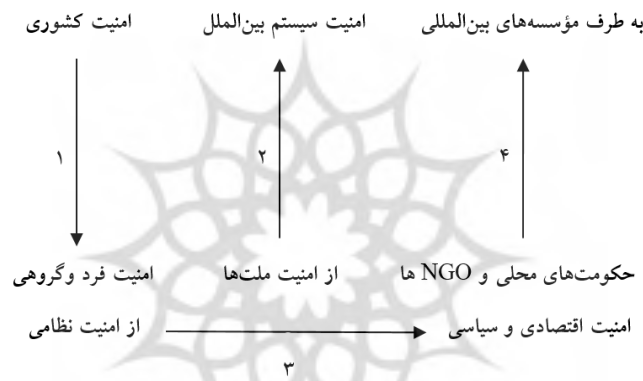 به طرف مؤسسه‌های بین‌المللی امنیت سیستم بین‌الملل امنیت کشوری
۴ ۲ ۱
حکومت‌های محلی و NGO ها از امنیت ملت‌ها امنیت فرد وگروهی
امنیت اقتصادی و سیاسی از امنیت نظامی
۳